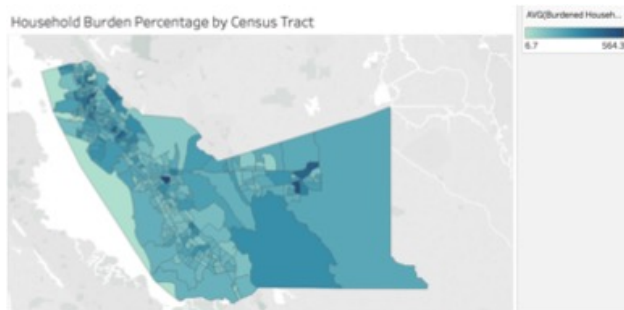 Household Burden Percentage by Census Tract
AVG(Burdened Househ...
6.7 564.3